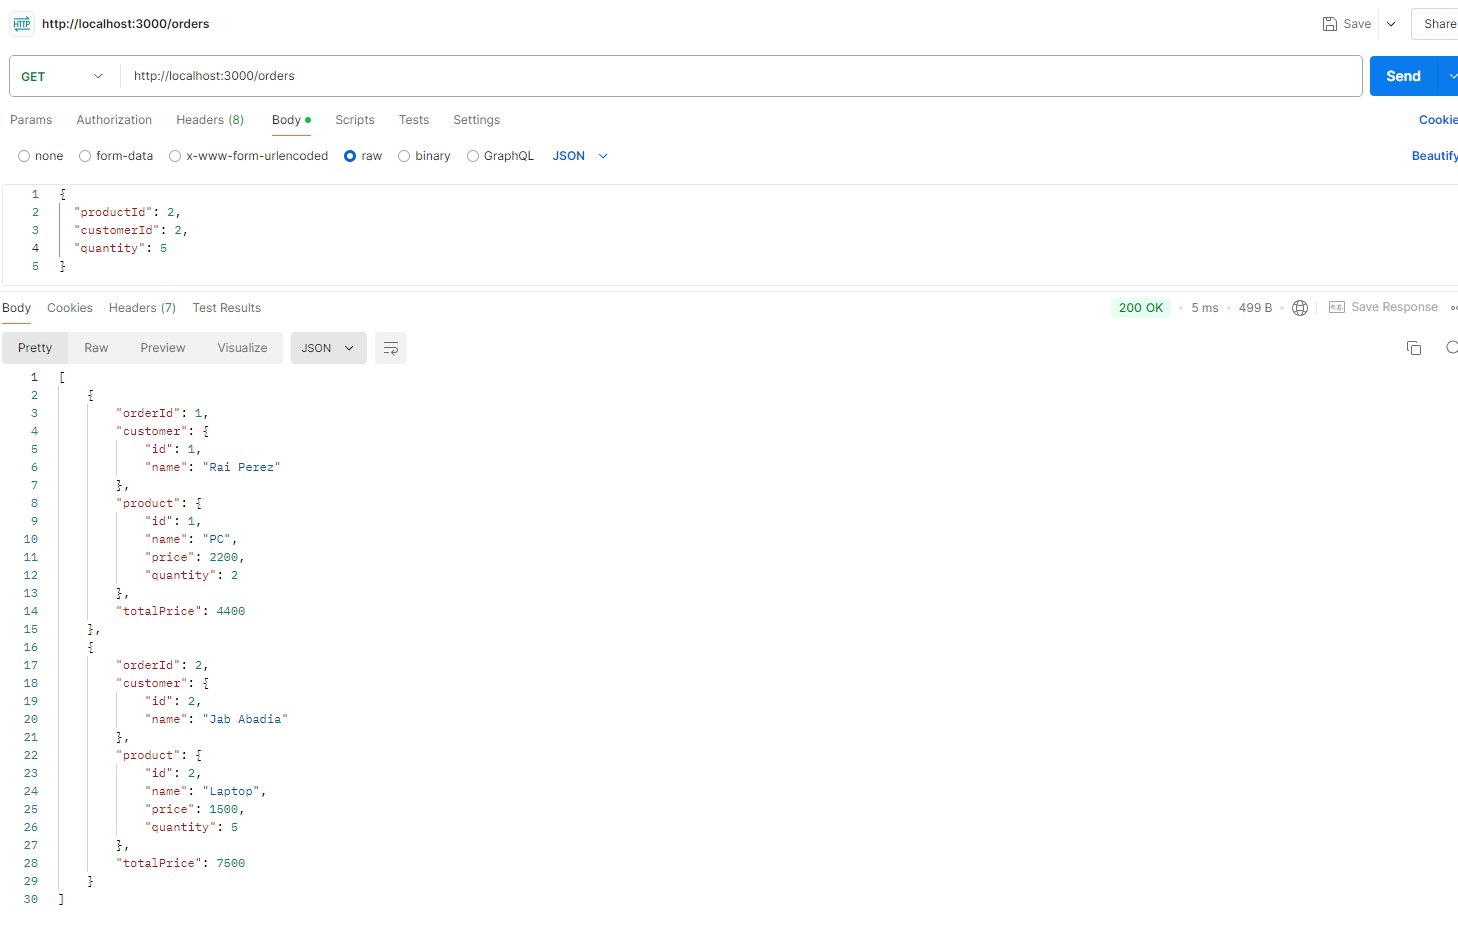 HTTP http://localhost:3000/orders Save Share
GET http://localhost:3000/orders Send
Params Authorization Headers (8) Body Scripts Tests Settings Cookie
none form-data x-www-form-urlencoded raw binary GraphQL JSON Beautify
1 {
2 "productId": 2,
3 "customerId": 2,
4 "quantity": 5
5 }
Body Cookies Headers (7) Test Results 200 OK 5 ms 499 B e.g. Save Response
Pretty Raw Preview Visualize JSON
1 [
2 {
3 "orderId": 1,
4 "customer": {
5 "id": 1,
6 "name": "Rai Perez"
7 },
8 "product": {
9 "id": 1,
10 "name": "PC",
11 "price": 2200,
12 "quantity": 2
13 },
14 "totalPrice": 4400
15 },
16 {
17 "orderId": 2,
18 "customer": {
19 "id": 2,
20 "name": "Jab Abadia"
21 },
22 "product": {
23 "id": 2,
24 "name": "Laptop",
25 "price": 1500,
26 "quantity": 5
27 },
28 "totalPrice": 7500
29 }
30 ]